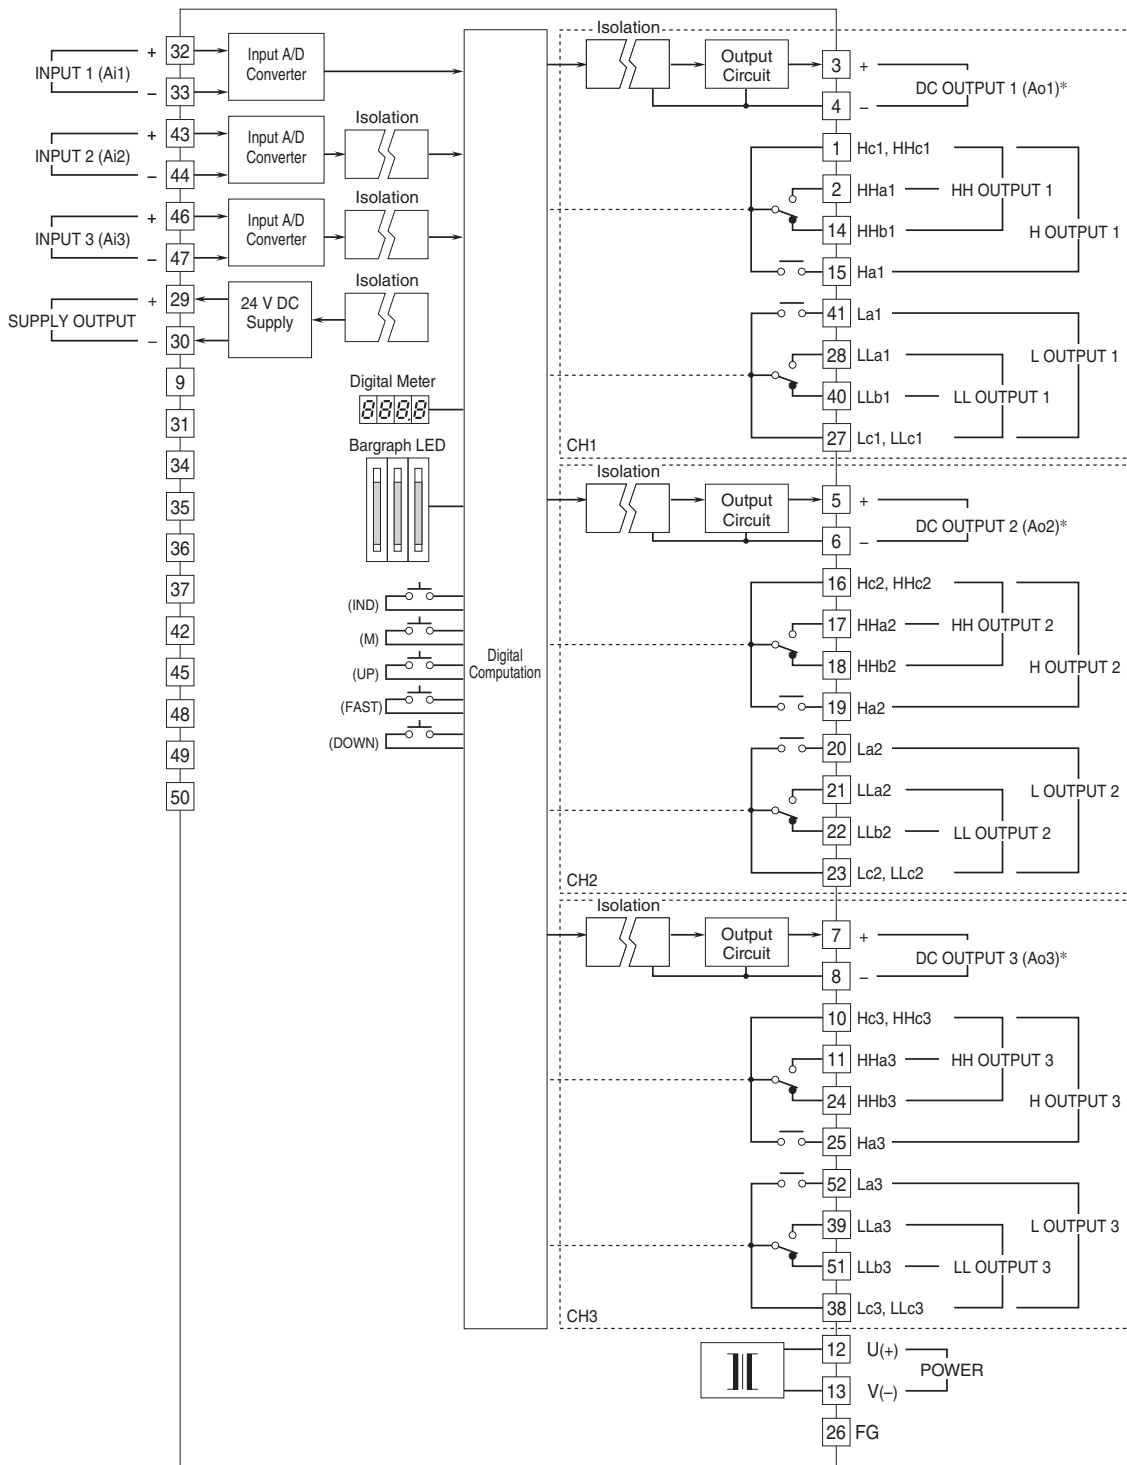 INPUT 1 (Ai1)
+ 32
− 33
Input A/D
Converter
INPUT 2 (Ai2)
+ 43
− 44
Input A/D
Converter
Isolation
INPUT 3 (Ai3)
+ 46
− 47
Input A/D
Converter
Isolation
SUPPLY OUTPUT
+ 29
− 30
24 V DC
Supply
Isolation
9
31
34
35
36
37
42
45
48
49
50
Digital Meter
8888
Bargraph LED
(IND)
(M)
(UP)
(FAST)
(DOWN)
Digital
Computation
Isolation
Output
Circuit
3 +
4 −
DC OUTPUT 1 (Ao1)*
1 Hc1, HHc1
2 HHa1
HH OUTPUT 1
14 HHb1
H OUTPUT 1
15 Ha1
41 La1
28 LLa1
L OUTPUT 1
40 LLb1
LL OUTPUT 1
27 Lc1, LLc1
CH1
Isolation
Output
Circuit
5 +
6 −
DC OUTPUT 2 (Ao2)*
16 Hc2, HHc2
17 HHa2
HH OUTPUT 2
18 HHb2
H OUTPUT 2
19 Ha2
20 La2
21 LLa2
L OUTPUT 2
22 LLb2
LL OUTPUT 2
23 Lc2, LLc2
CH2
Isolation
Output
Circuit
7 +
8 −
DC OUTPUT 3 (Ao3)*
10 Hc3, HHc3
11 HHa3
HH OUTPUT 3
24 HHb3
H OUTPUT 3
25 Ha3
52 La3
39 LLa3
L OUTPUT 3
51 LLb3
LL OUTPUT 3
38 Lc3, LLc3
CH3
12 U(+)
POWER
13 V(−)
26 FG